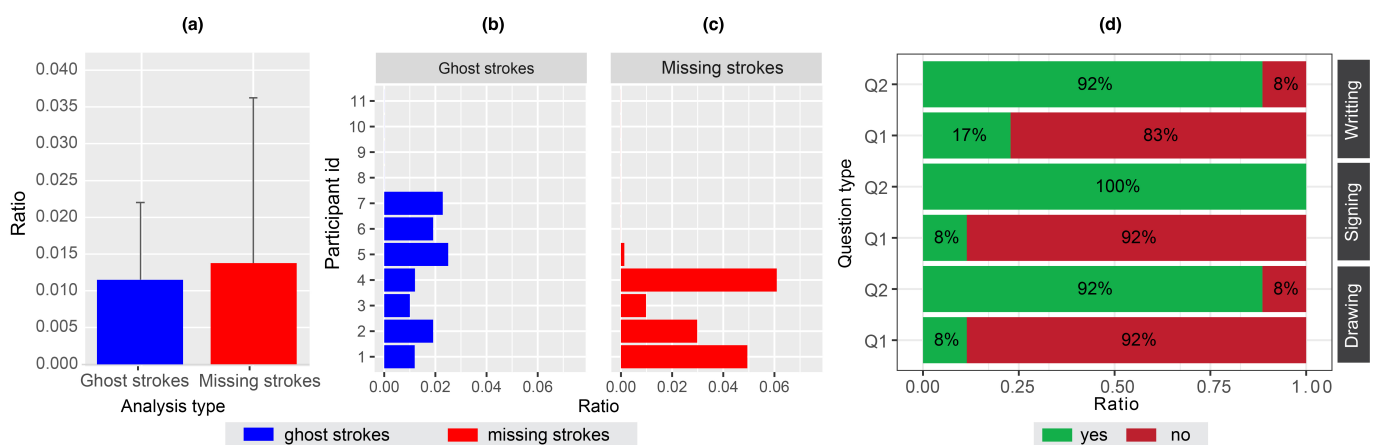 (a)
0.040
0.035
0.030
0.025
0.020
0.015
0.010
0.005
0.000
Ratio
Ghost strokes Missing strokes
Analysis type
(b)
Ghost strokes
(c)
Missing strokes
Participant id
11
10
9
8
7
6
5
4
3
2
1
0.00 0.02 0.04 0.06
0.00 0.02 0.04 0.06
Ratio
ghost strokes missing strokes
(d)
Question type
Q2 92% 8%
Q1 17% 83%
Writting
Q2 100%
Q1 8% 92%
Signing
Q2 92% 8%
Q1 8% 92%
Drawing
0.00 0.25 0.50 0.75 1.00
Ratio
yes no